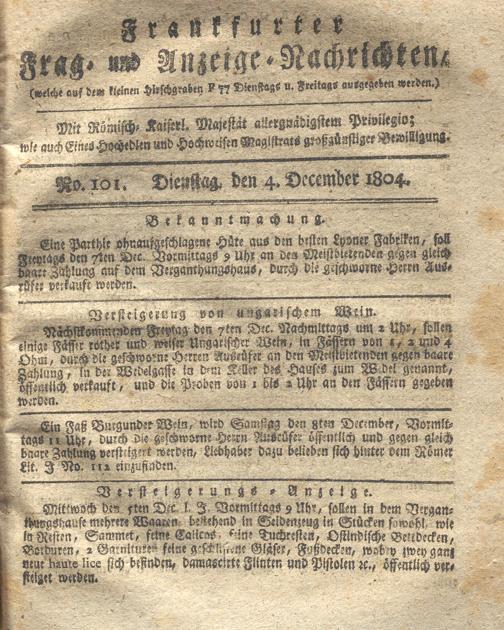 Frankfurter
Frag- und Anzeige-Nachrichten,
(welche auf dem kleinen Hirschgraben F 77 Dienstags u. Freitags ausgegeben werden.)
Mit Römisch-Kaiserl. Majestät allergnädigstem Privilegio;
wie auch Eines Hochedlen und Hochweisen Magistrats großgünstiger Bewilligung.
No. 101. Dienstag, den 4. December 1804.
Bekanntmachung.
Eine Parthie ohnaufgeschlagene Hüte aus den besten Lyoner Fabriken, soll
Freytags den 7ten Dec. Vormittags 9 Uhr an den Meistbietenden gegen gleich
baare Zahlung auf dem Verganthungshaus, durch die geschworne Herrn Aus-
rüfer verkauft werden.
Versteigerung von ungarischem Wein.
Nächstkommenden Freytag den 7ten Dec. Nachmittags um 2 Uhr, sollen
einige Fässer rother und weiser Ungarischer Wein, in Fässern von 1, 2 und 4
Ohm, durch die geschworne Herren Ausrüfer an den Meistbietenden gegen baare
Zahlung, in der Wedelgasse in dem Keller des Hauses zum Widel genannt,
öffentlich verkauft, und die Proben von 1 bis 2 Uhr an den Fässern gegeben
werden.
Ein Faß Burgunder Wein, wird Samstag den 8ten December, Vormit-
tags 11 Uhr, durch die geschworne Herrn Ausrüfer öffentlich und gegen gleich
baare Zahlung versteigert werden, Liebhaber dazu belieben sich hinter dem Römer
Lit. J No. 112 einzufinden.
Versteigerungs-Anzeige.
Mittwoch den 5ten Dec. l. J. Vormittags 9 Uhr, sollen in dem Vergan-
thungshause mehrere Waaren, bestehend in Seidenzeug in Stücken sowohl, wie
in Resten, Sammet, feine Calicos, feine Tuchresten, Ostindische Bettdecken,
Borduren, 2 Garnituren feine geschliffene Gläser, Fußdecken, wobey zwey ganz
neue haute lice sich befinden, damascirte Flinten und Pistolen ꝛc., öffentlich ver-
steiget werden.